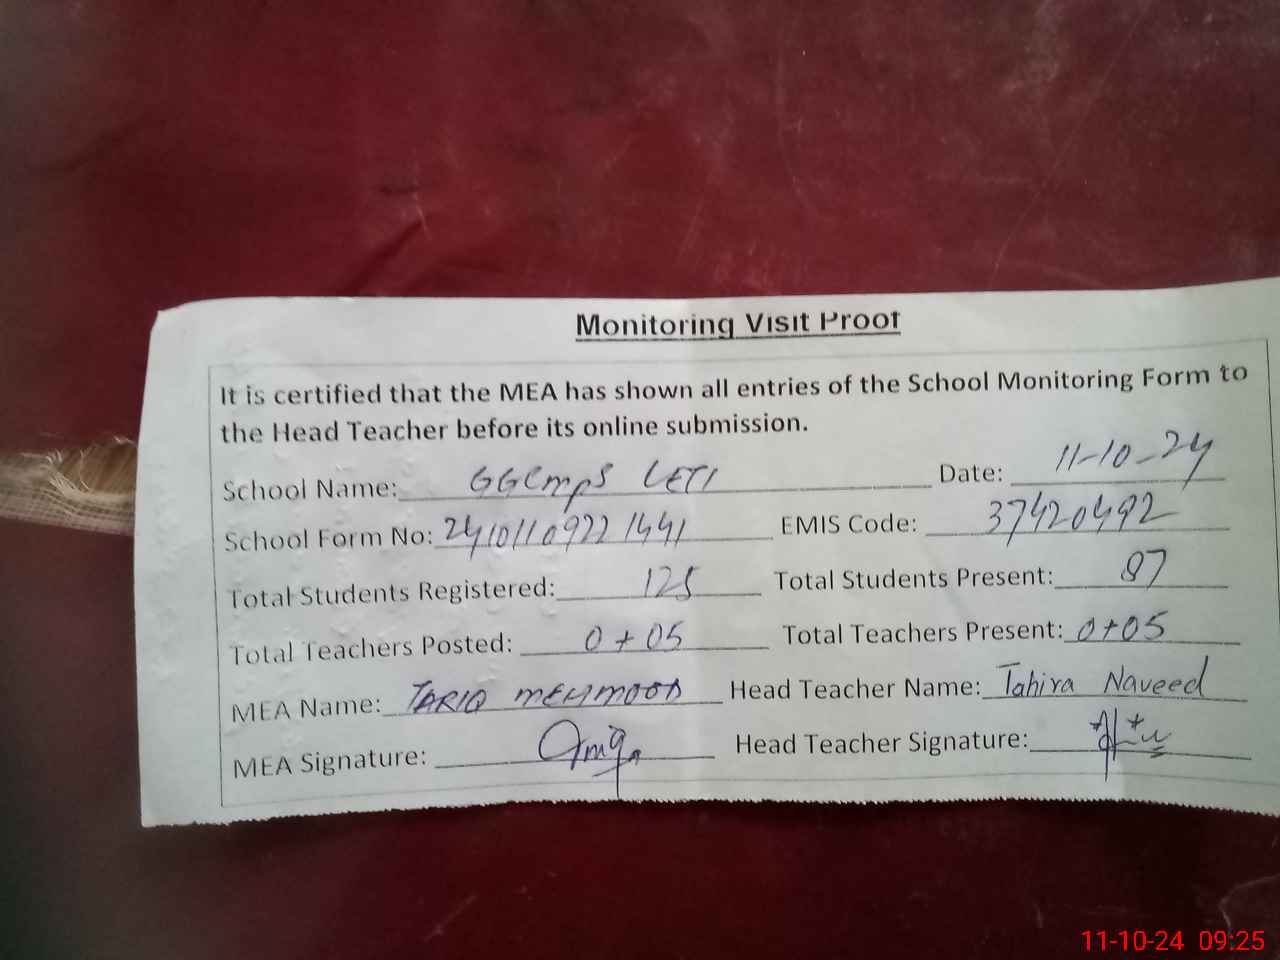 Monitoring Visit Proof
It is certified that the MEA has shown all entries of the School Monitoring Form to
the Head Teacher before its online submission.
School Name: GGCmpS LETI Date: 11-10-24
School Form No: 24101109221441 EMIS Code: 37420492
Total Students Registered: 125 Total Students Present: 87
Total Teachers Posted: 0+05 Total Teachers Present: 0+05
MEA Name: TARIQ MEHMOOD Head Teacher Name: Tahira Naveed
MEA Signature: Head Teacher Signature:
11-10-24 09:25